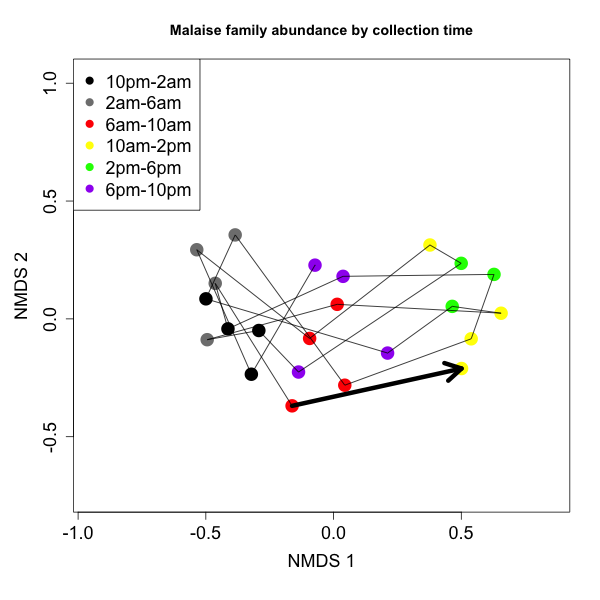 Malaise family abundance by collection time
10pm-2am
2am-6am
6am-10am
10am-2pm
2pm-6pm
6pm-10pm
1.0
0.5
0.0
-0.5
NMDS 2
-1.0 -0.5 0.0 0.5
NMDS 1